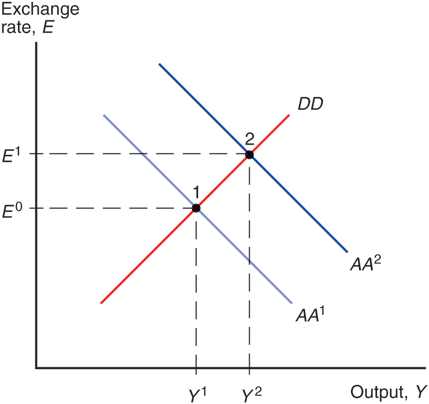 Exchange
rate, E
DD
2
E¹
1
E⁰
AA²
AA¹
Y¹
Y²
Output, Y